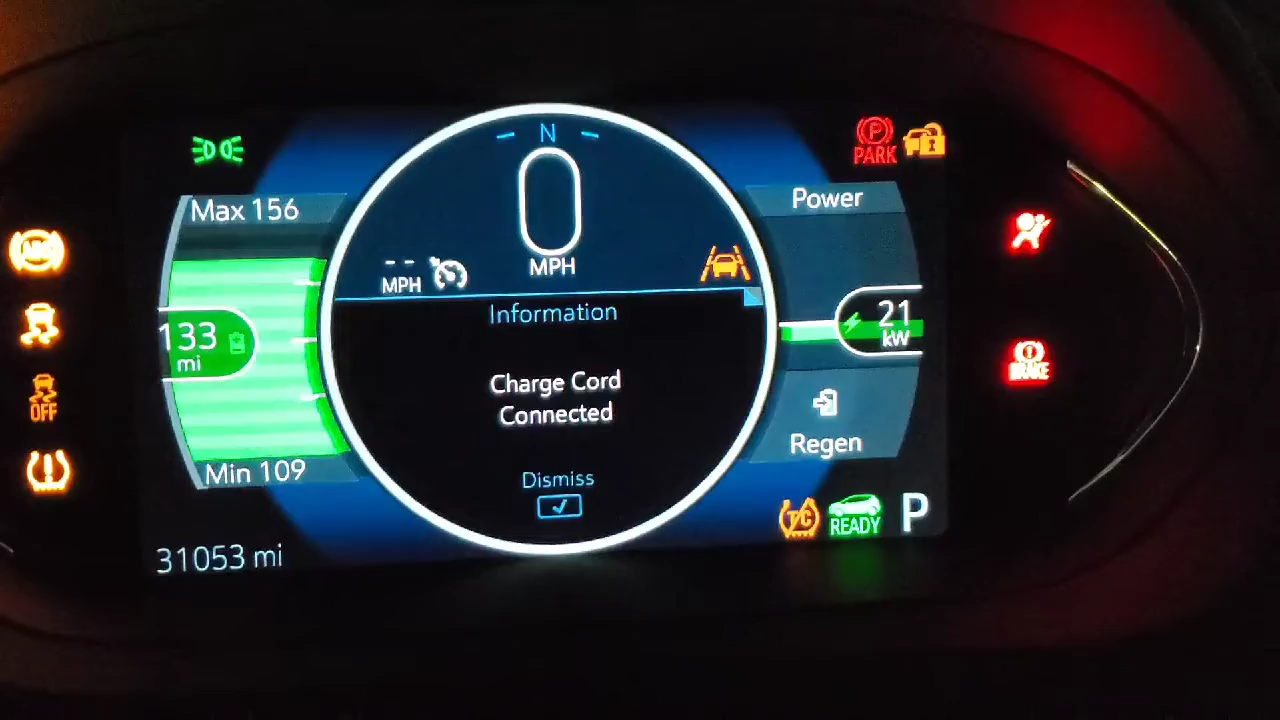 N
PARK
Max 156
Power
ABS
0
MPH
-- MPH
Information
133
mi
21
kW
Charge Cord
Connected
BRAKE
OFF
Regen
Min 109
Dismiss
T/C
READY
P
31053 mi